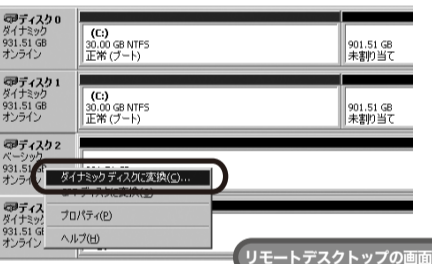 ディスク 0
ダイナミック
931.51 GB
オンライン
(C:)
30.00 GB NTFS
正常 (ブート)
901.51 GB
未割り当て
ディスク 1
ダイナミック
931.51 GB
オンライン
(C:)
30.00 GB NTFS
正常 (ブート)
901.51 GB
未割り当て
ディスク 2
ベーシック
931.51
オンライン
ダイナミック ディスクに変換(C)...
ディスクに変換
プロパティ(P)
ヘルプ(H)
ディス
ダイナミッ
931.51 G
オンライン
リモートデスクトップの画面